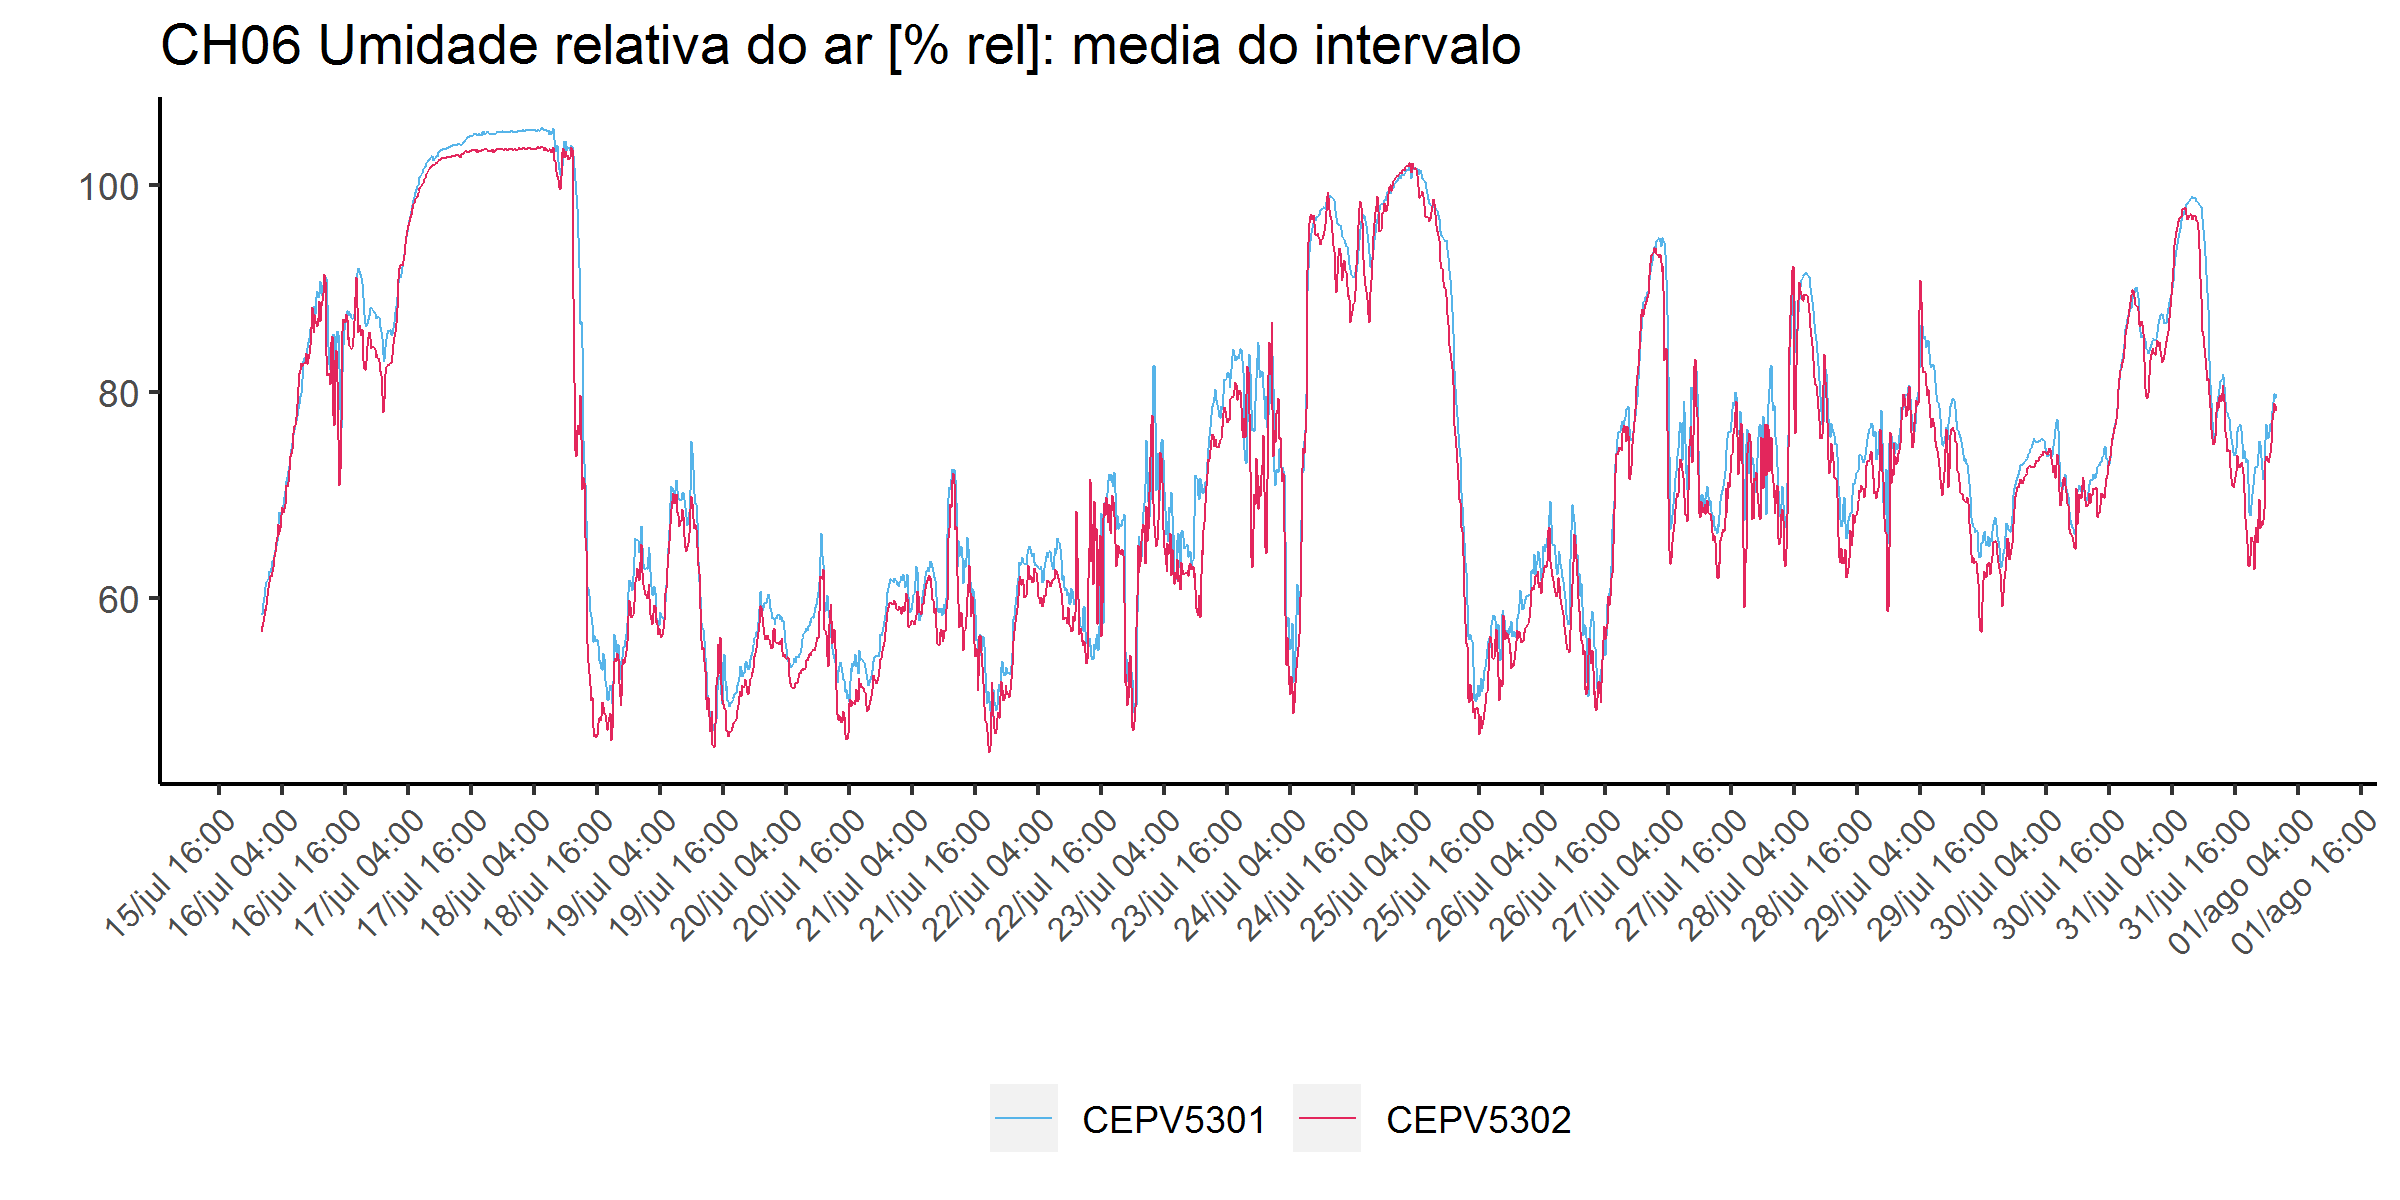 CH06 Umidade relativa do ar [% rel]: media do intervalo
100
80
60
15/jul 16:00
16/jul 04:00
16/jul 16:00
17/jul 04:00
17/jul 16:00
18/jul 04:00
18/jul 16:00
19/jul 04:00
19/jul 16:00
20/jul 04:00
20/jul 16:00
21/jul 04:00
21/jul 16:00
22/jul 04:00
22/jul 16:00
23/jul 04:00
23/jul 16:00
24/jul 04:00
24/jul 16:00
25/jul 04:00
25/jul 16:00
26/jul 04:00
26/jul 16:00
27/jul 04:00
27/jul 16:00
28/jul 04:00
28/jul 16:00
29/jul 04:00
29/jul 16:00
30/jul 04:00
30/jul 16:00
31/jul 04:00
31/jul 16:00
01/ago 04:00
01/ago 16:00
CEPV5301 CEPV5302